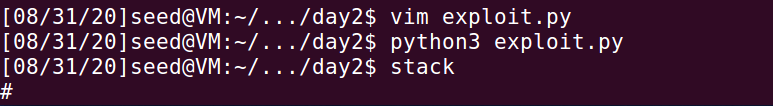 [08/31/20]seed@VM:~/.../day2$ vim exploit.py
[08/31/20]seed@VM:~/.../day2$ python3 exploit.py
[08/31/20]seed@VM:~/.../day2$ stack
#